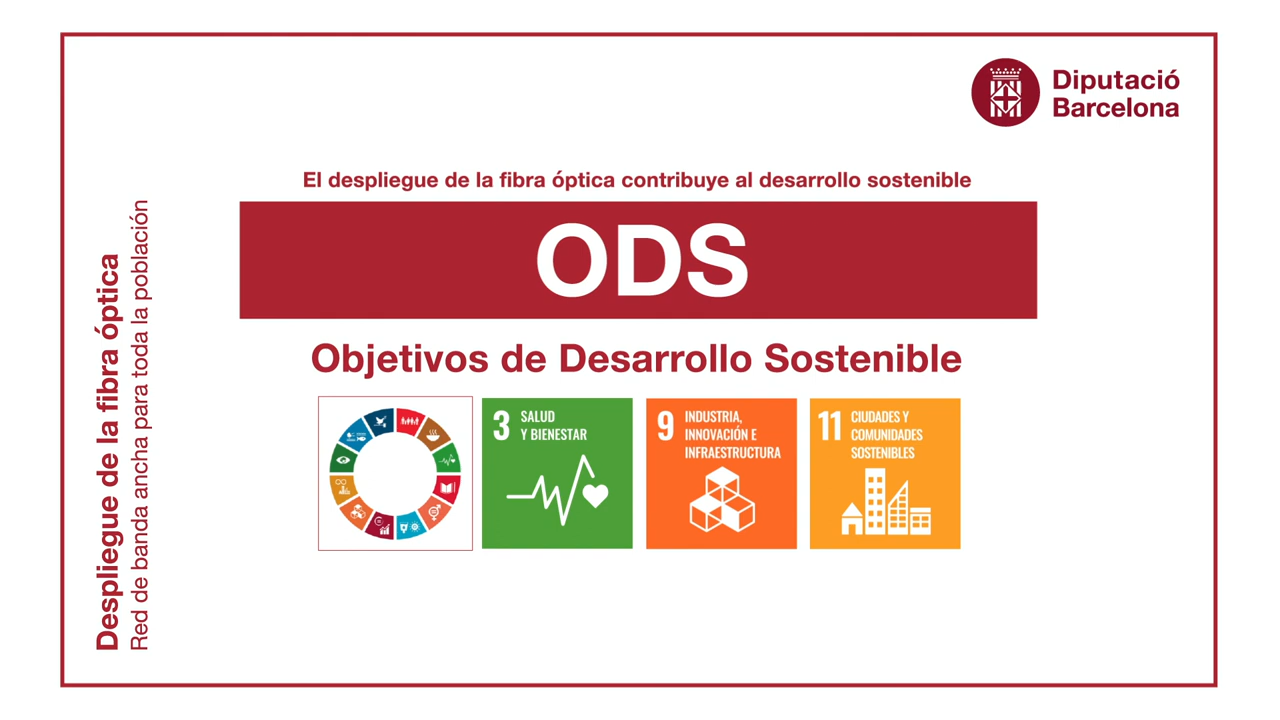 Diputació
Barcelona
El despliegue de la fibra óptica contribuye al desarrollo sostenible
ODS
Objetivos de Desarrollo Sostenible
3 SALUD
Y BIENESTAR
9 INDUSTRIA,
INNOVACIÓN E
INFRAESTRUCTURA
11 CIUDADES Y
COMUNIDADES
SOSTENIBLES
Despliegue de la fibra óptica
Red de banda ancha para toda la población